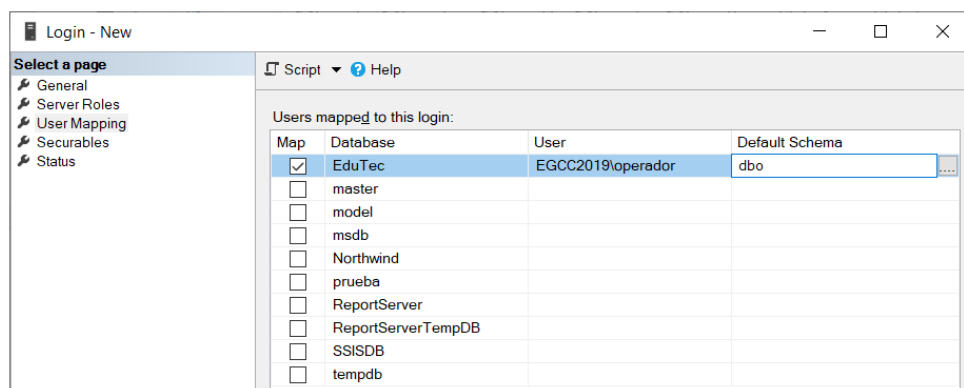 Login - New
Select a page
General
Server Roles
User Mapping
Securables
Status
Script Help
Users mapped to this login:
Map Database User Default Schema
EduTec EGCC2019\operador dbo ...
master
model
msdb
Northwind
prueba
ReportServer
ReportServerTempDB
SSISDB
tempdb